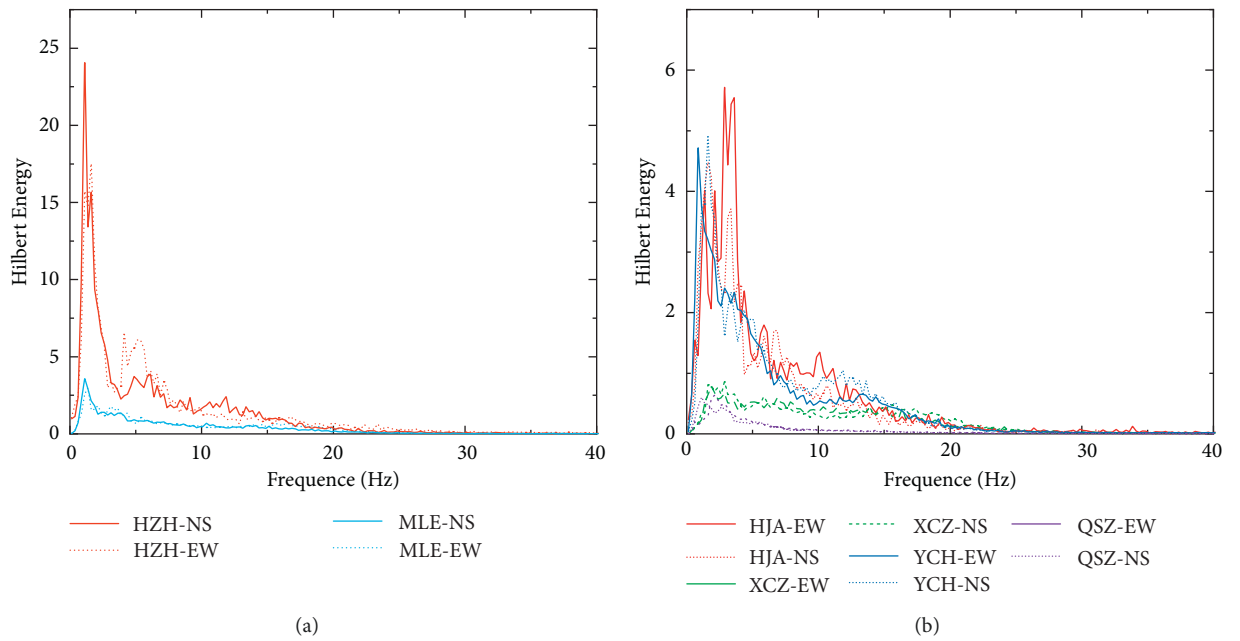 25
20
15
10
5
0
Hilbert Energy
0
10
20
30
40
Frequence (Hz)
HZH-NS
MLE-NS
HZH-EW
MLE-EW
(a)
6
4
2
0
Hilbert Energy
0
10
20
30
40
Frequence (Hz)
HJA-EW
XCZ-NS
QSZ-EW
HJA-NS
YCH-EW
QSZ-NS
XCZ-EW
YCH-NS
(b)